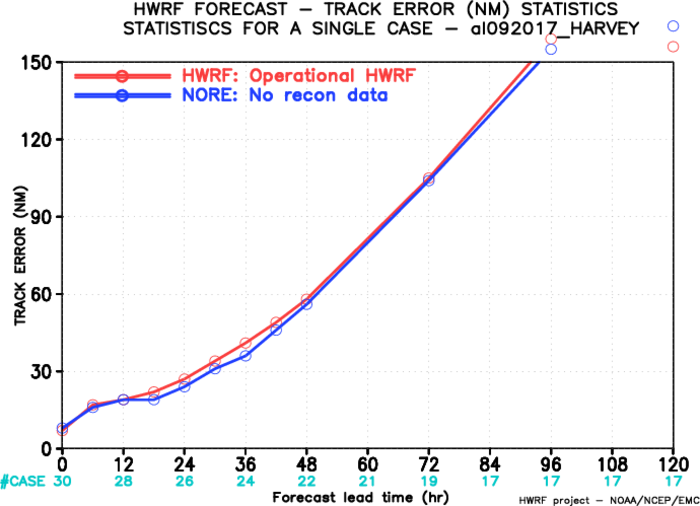 HWRF FORECAST – TRACK ERROR (NM) STATISTICS
STATISTISCS FOR A SINGLE CASE – al092017_HARVEY
HWRF: Operational HWRF
NORE: No recon data
TRACK ERROR (NM)
150
120
90
60
30
0
0 12 24 36 48 60 72 84 96 108 120
#CASE 30 28 26 24 22 21 19 17 17 17 17
Forecast lead time (hr)
HWRF project – NOAA/NCEP/EMC